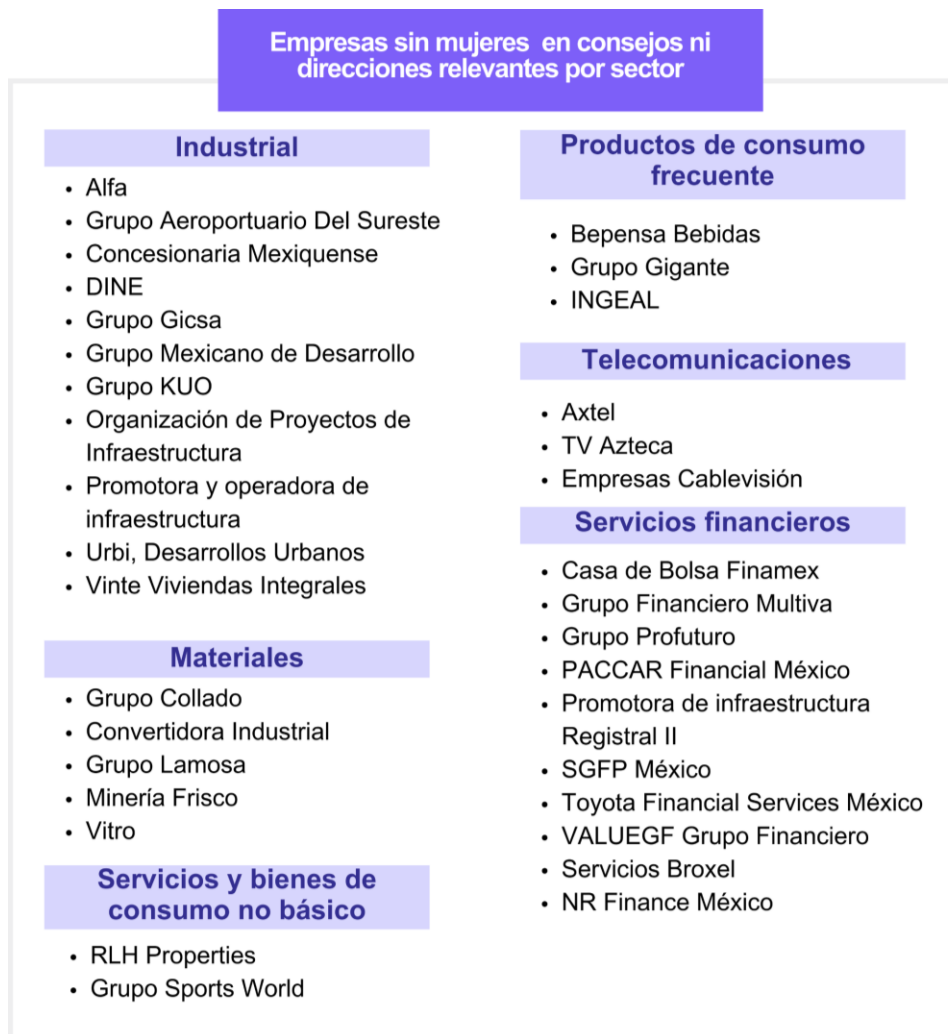 Empresas sin mujeres en consejos ni
direcciones relevantes por sector
Industrial
• Alfa
• Grupo Aeroportuario Del Sureste
• Concesionaria Mexiquense
• DINE
• Grupo Gicsa
• Grupo Mexicano de Desarrollo
• Grupo KUO
• Organización de Proyectos de
Infraestructura
• Promotora y operadora de
infraestructura
• Urbi, Desarrollos Urbanos
• Vinte Viviendas Integrales
Materiales
• Grupo Collado
• Convertidora Industrial
• Grupo Lamosa
• Minería Frisco
• Vitro
Servicios y bienes de
consumo no básico
• RLH Properties
• Grupo Sports World
Productos de consumo
frecuente
• Bepensa Bebidas
• Grupo Gigante
• INGEAL
Telecomunicaciones
• Axtel
• TV Azteca
• Empresas Cablevisión
Servicios financieros
• Casa de Bolsa Finamex
• Grupo Financiero Multiva
• Grupo Profuturo
• PACCAR Financial México
• Promotora de infraestructura
Registral II
• SGFP México
• Toyota Financial Services México
• VALUEGF Grupo Financiero
• Servicios Broxel
• NR Finance México